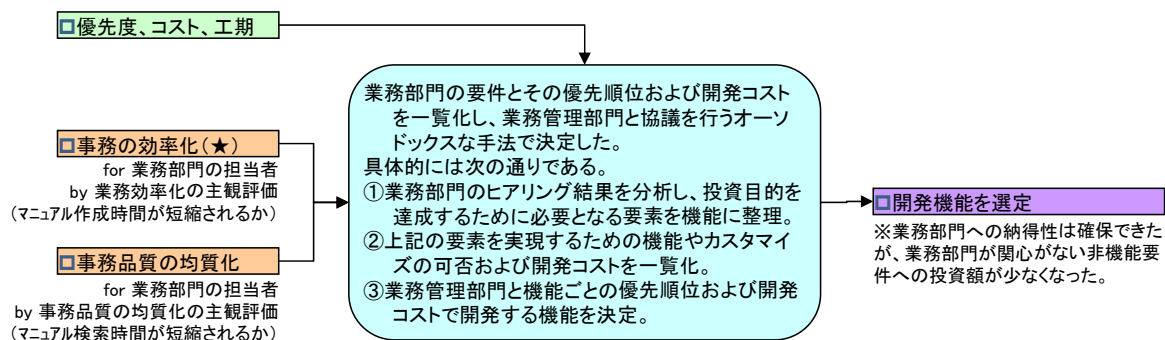 優先度、コスト、工期
業務部門の要件とその優先順位および開発コスト
を一覧化し、業務管理部門と協議を行うオーソ
ドックスな手法で決定した。
具体的には次の通りである。
①業務部門のヒアリング結果を分析し、投資目的を
達成するために必要となる要素を機能に整理。
②上記の要素を実現するための機能やカスタマイ
ズの可否および開発コストを一覧化。
③業務管理部門と機能ごとの優先順位および開発
コストで開発する機能を決定。
事務の効率化(★)
for 業務部門の担当者
by 業務効率化の主観評価
(マニュアル作成時間が短縮されるか)
事務品質の均質化
for 業務部門の担当者
by 事務品質の均質化の主観評価
(マニュアル検索時間が短縮されるか)
開発機能を選定
※業務部門への納得性は確保できた
が、業務部門が関心がない非機能要
件への投資額が少なくなった。